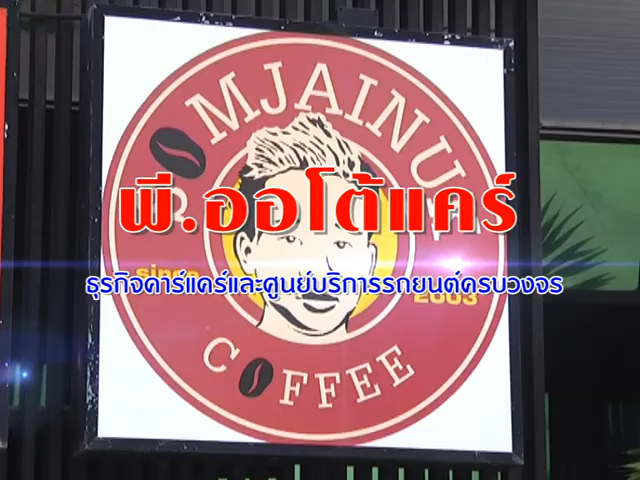 SOMJAINUK
พี.ออโต้แคร์
ธุรกิจคาร์แคร์และศูนย์บริการรถยนต์ครบวงจร
since 2003
COFFEE